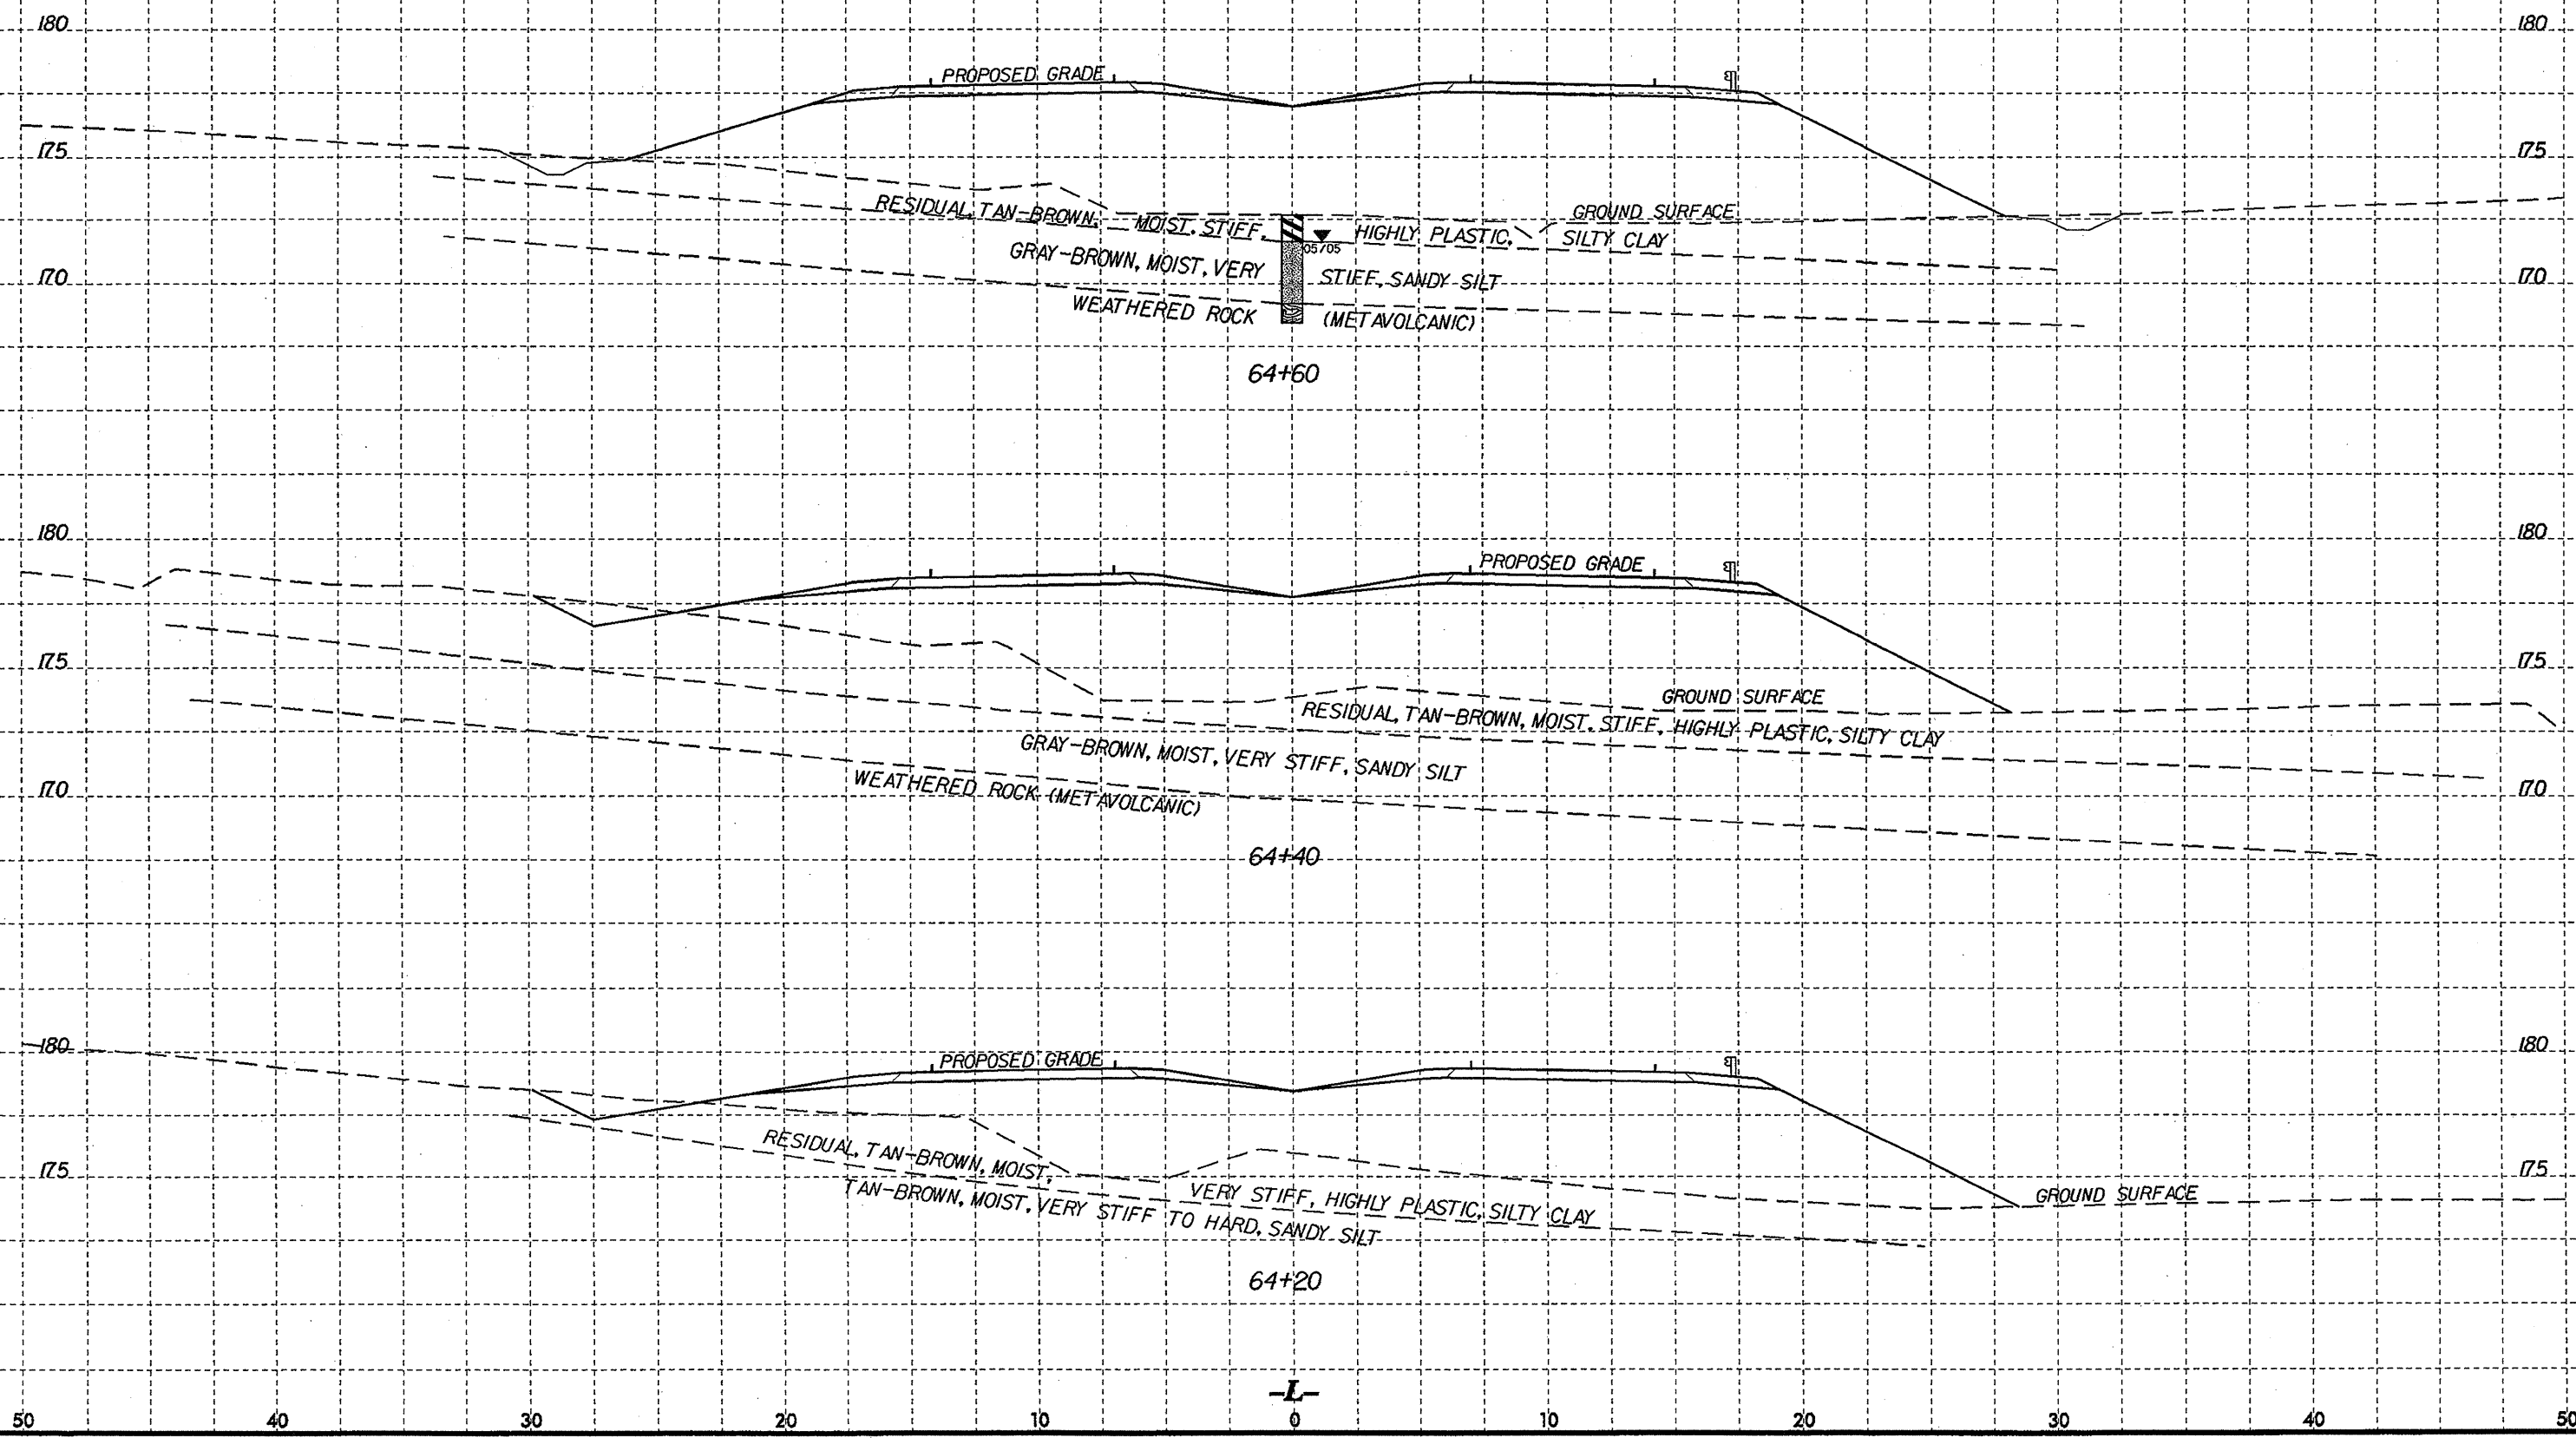 180 180
PROPOSED GRADE
175 175
RESIDUAL, TAN-BROWN, MOIST, STIFF, HIGHLY PLASTIC, SILTY CLAY
GROUND SURFACE
05/05
GRAY-BROWN, MOIST, VERY STIFF, SANDY SILT
170 170
WEATHERED ROCK (METAVOLCANIC)
64+60
180 180
PROPOSED GRADE
175 175
GROUND SURFACE
RESIDUAL, TAN-BROWN, MOIST. STIFF, HIGHLY PLASTIC, SILTY CLAY
GRAY-BROWN, MOIST, VERY STIFF, SANDY SILT
170 170
WEATHERED ROCK (METAVOLCANIC)
64+40
180 180
PROPOSED GRADE
RESIDUAL, TAN-BROWN, MOIST, VERY STIFF, HIGHLY PLASTIC, SILTY CLAY
175 175
GROUND SURFACE
TAN-BROWN, MOIST, VERY STIFF TO HARD, SANDY SILT
64+20
-L-
50 40 30 20 10 0 10 20 30 40 50